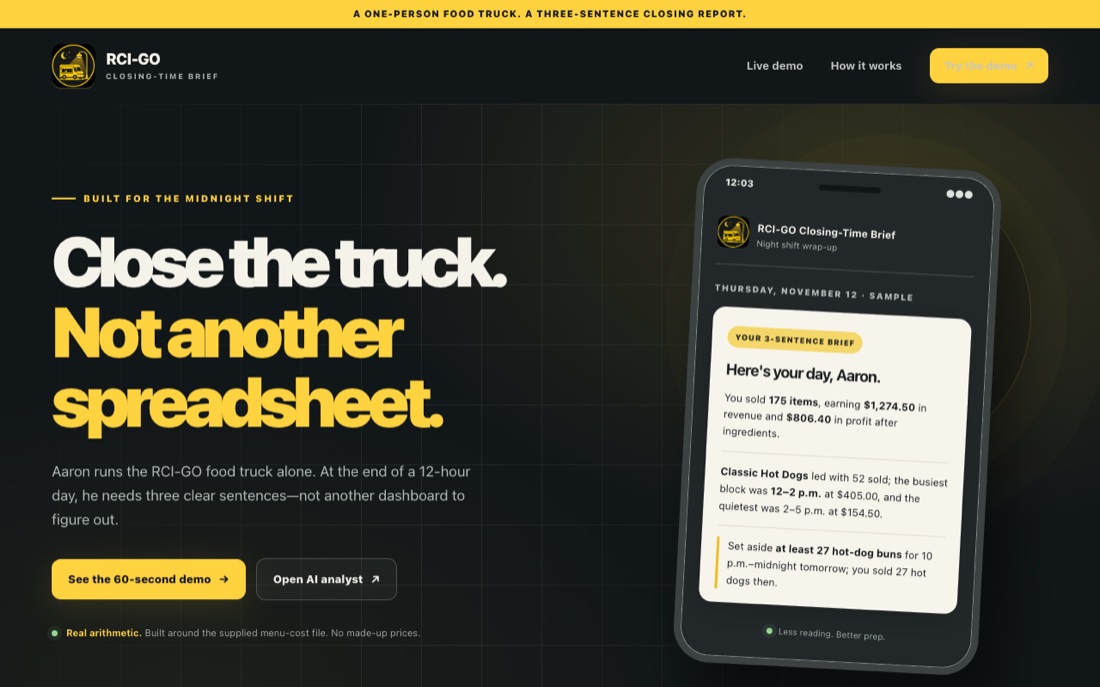 A ONE-PERSON FOOD TRUCK. A THREE-SENTENCE CLOSING REPORT.
RCI-GO
CLOSING-TIME BRIEF
Live demo
How it works
Try the demo ↗
BUILT FOR THE MIDNIGHT SHIFT
Close the truck.
Not another
spreadsheet.
Aaron runs the RCI-GO food truck alone. At the end of a 12-hour
day, he needs three clear sentences—not another dashboard to
figure out.
See the 60-second demo →
Open AI analyst ↗
Real arithmetic. Built around the supplied menu-cost file. No made-up prices.
12:03
RCI-GO Closing-Time Brief
Night shift wrap-up
THURSDAY, NOVEMBER 12 · SAMPLE
YOUR 3-SENTENCE BRIEF
Here's your day, Aaron.
You sold 175 items, earning $1,274.50 in
revenue and $806.40 in profit after
ingredients.
Classic Hot Dogs led with 52 sold; the busiest
block was 12–2 p.m. at $405.00, and the
quietest was 2–5 p.m. at $154.50.
Set aside at least 27 hot-dog buns for 10
p.m.–midnight tomorrow; you sold 27 hot
dogs then.
Less reading. Better prep.